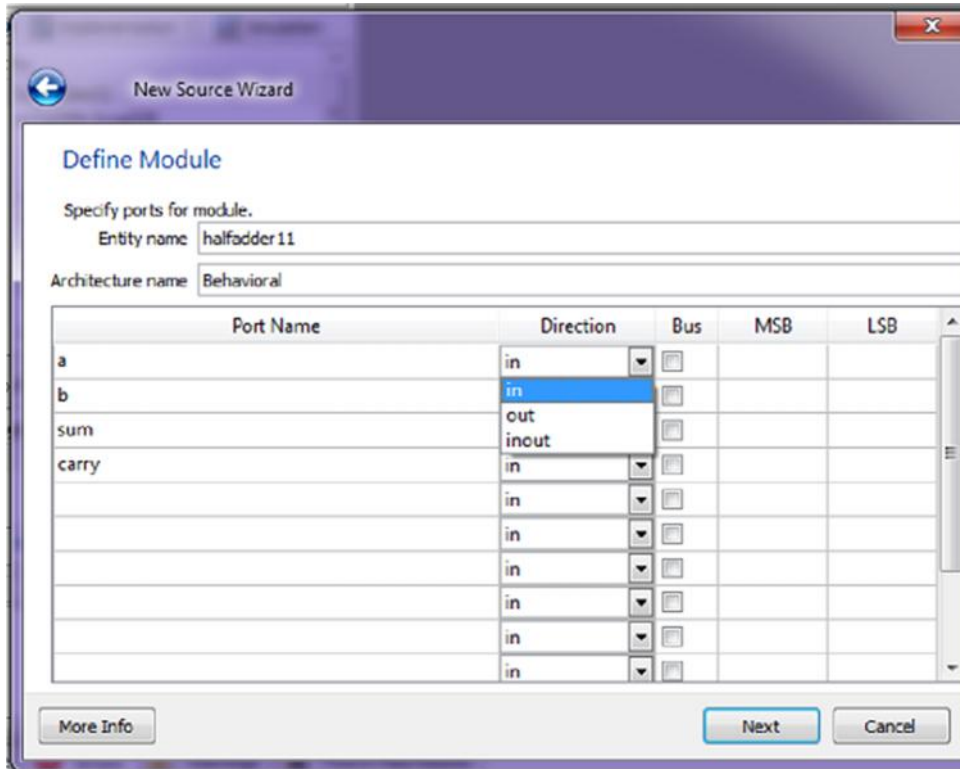 New Source Wizard
Define Module
Specify ports for module.
Entity name halfadder11
Architecture name Behavioral
Port Name Direction Bus MSB LSB
a in
b in
sum out
inout
carry in
in
in
in
in
in
in
More Info Next Cancel